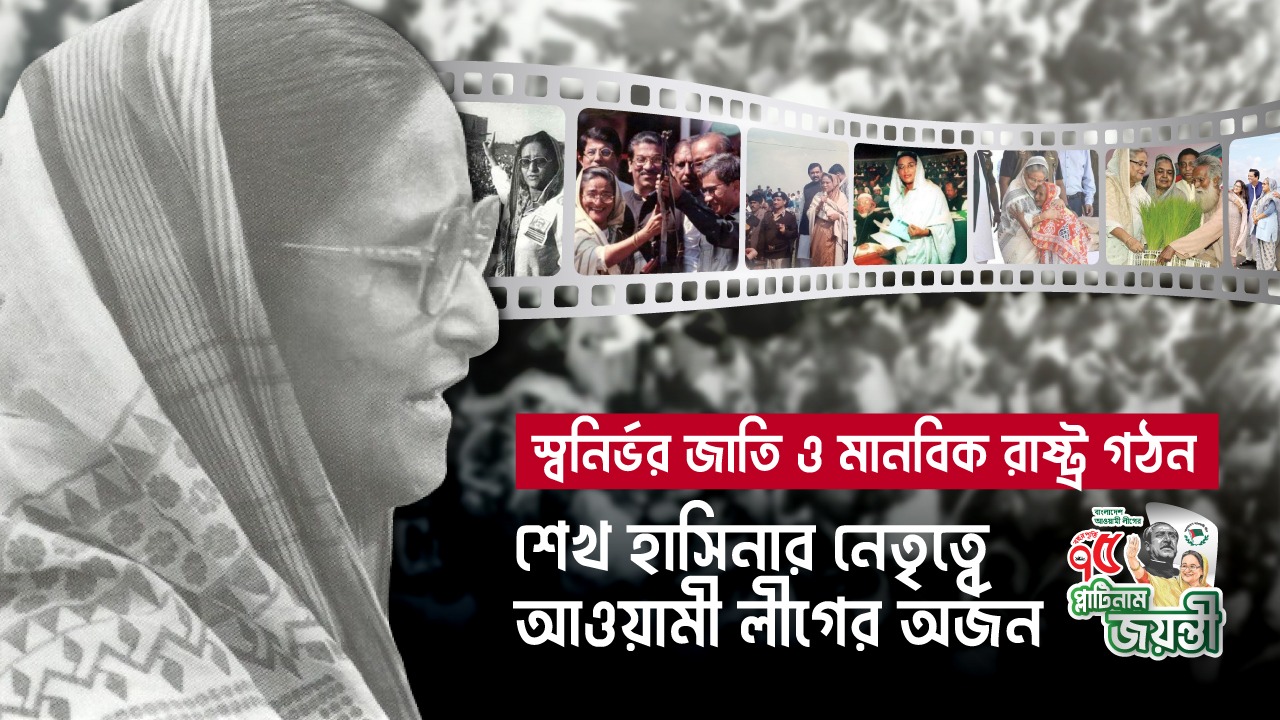 স্বনির্ভর জাতি ও মানবিক রাষ্ট্র গঠন
শেখ হাসিনার নেতৃত্বে
আওয়ামী লীগের অর্জন
বাংলাদেশ
আওয়ামী লীগের
৭৫
প্লাটিনাম
জয়ন্তী